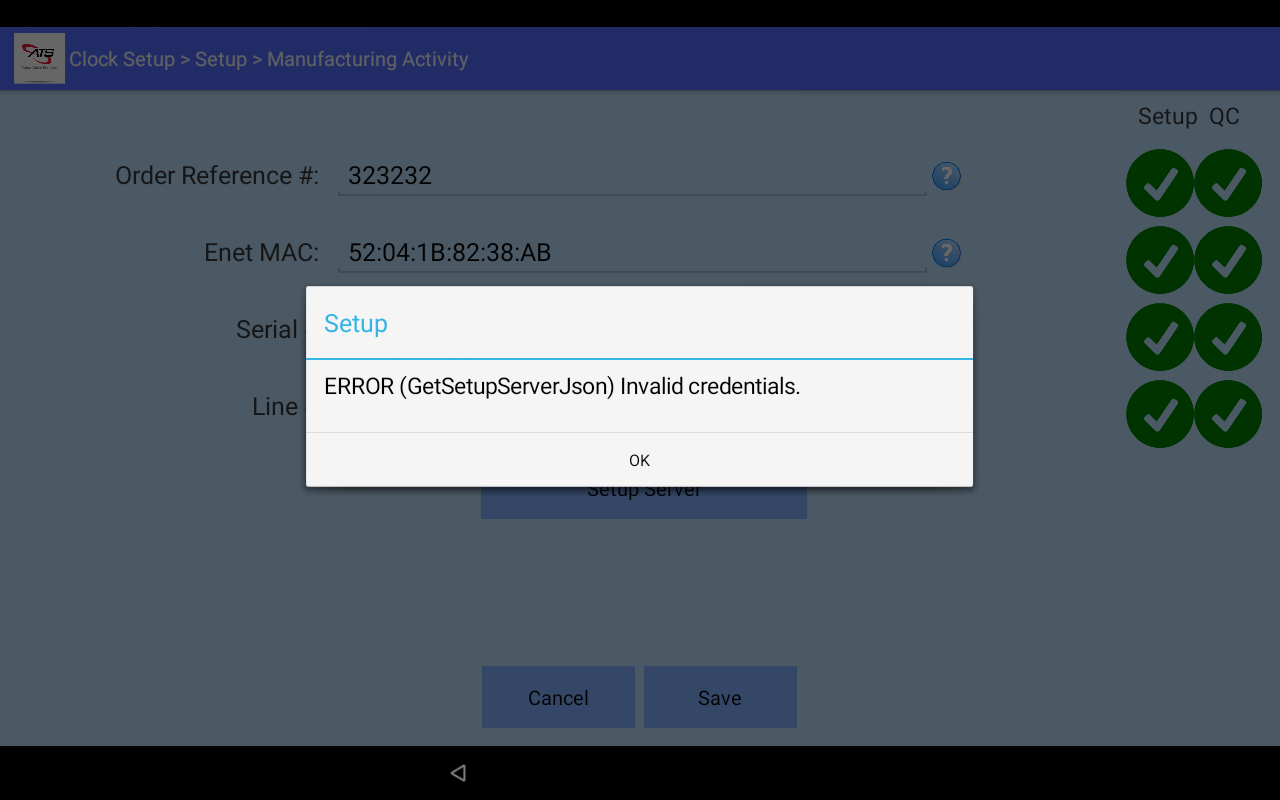 ATS
Clock Setup > Setup > Manufacturing Activity
Setup QC
Order Reference #: 323232 ?
Enet MAC: 52:04:1B:82:38:AB ?
Serial
Line
Setup
ERROR (GetSetupServerJson) Invalid credentials.
OK
Setup Server
Cancel Save